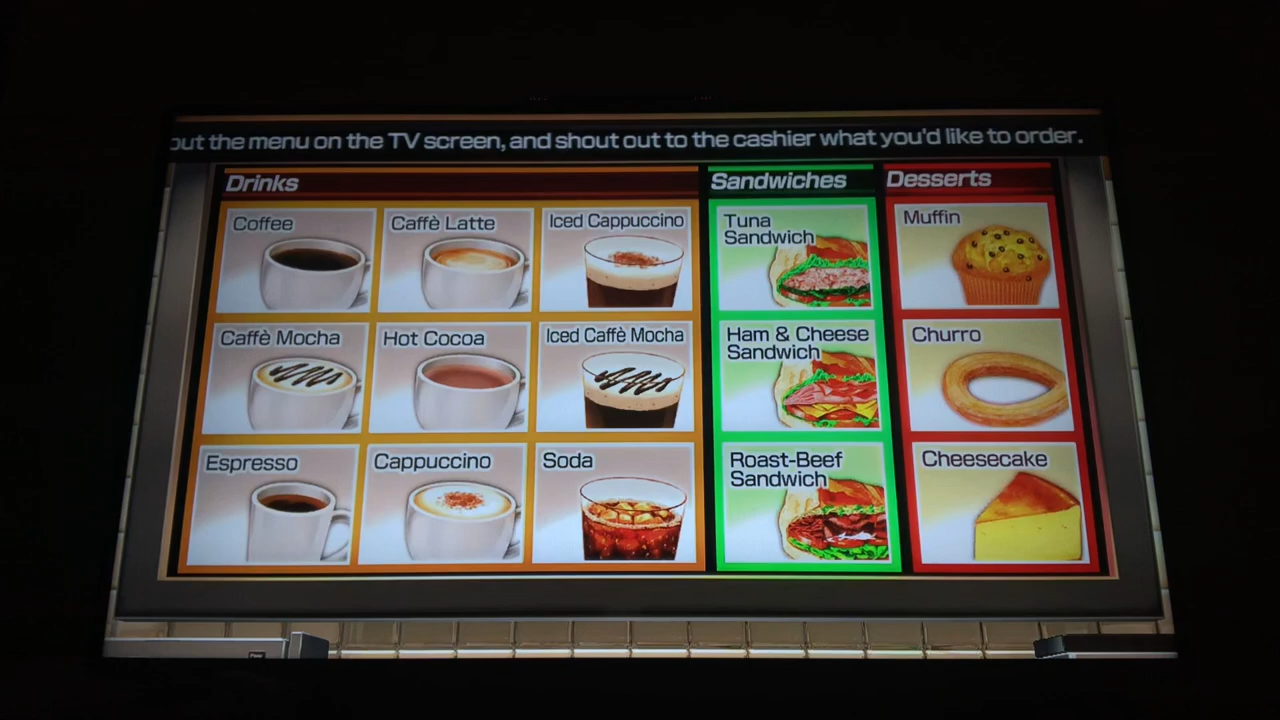 out the menu on the TV screen, and shout out to the cashier what you'd like to order.
Drinks
Coffee
Caffè Latte
Iced Cappuccino
Caffè Mocha
Hot Cocoa
Iced Caffè Mocha
Espresso
Cappuccino
Soda
Sandwiches
Tuna
Sandwich
Ham & Cheese
Sandwich
Roast-Beef
Sandwich
Desserts
Muffin
Churro
Cheesecake